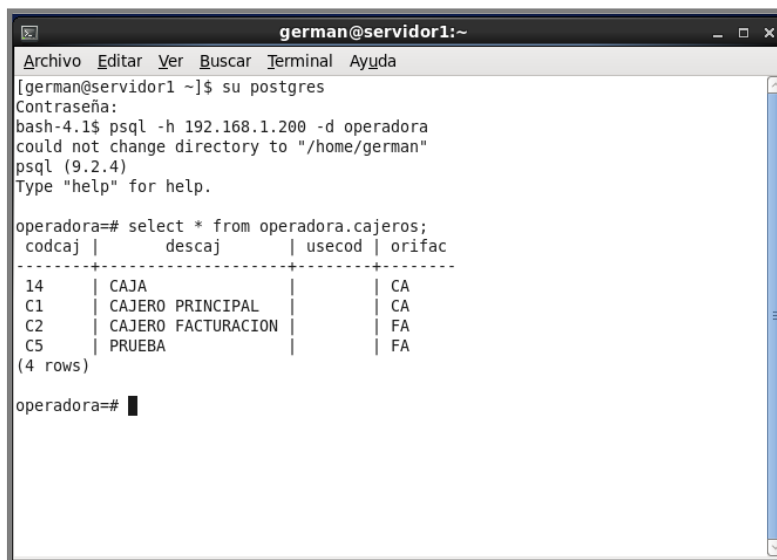 german@servidor1:~
Archivo Editar Ver Buscar Terminal Ayuda
[german@servidor1 ~]$ su postgres
Contraseña:
bash-4.1$ psql -h 192.168.1.200 -d operadora
could not change directory to "/home/german"
psql (9.2.4)
Type "help" for help.
operadora=# select * from operadora.cajeros;
 codcaj |       descaj       | usecod | orifac
--------+--------------------+--------+--------
 14     | CAJA               |        | CA
 C1     | CAJERO PRINCIPAL   |        | CA
 C2     | CAJERO FACTURACION |        | FA
 C5     | PRUEBA             |        | FA
(4 rows)
operadora=#